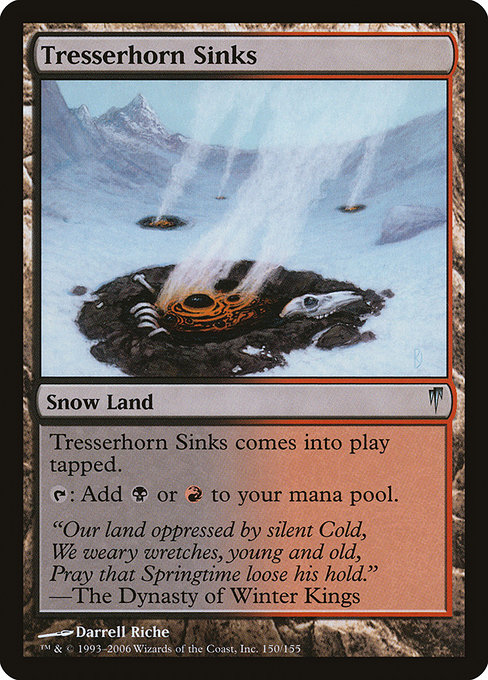 Tresserhorn Sinks
Snow Land
Tresserhorn Sinks comes into play
tapped.
: Add or to your mana pool.
“Our land oppressed by silent Cold,
We weary wretches, young and old,
Pray that Springtime loose his hold.”
—The Dynasty of Winter Kings
Darrell Riche
™ & © 1993–2006 Wizards of the Coast, Inc. 150/155